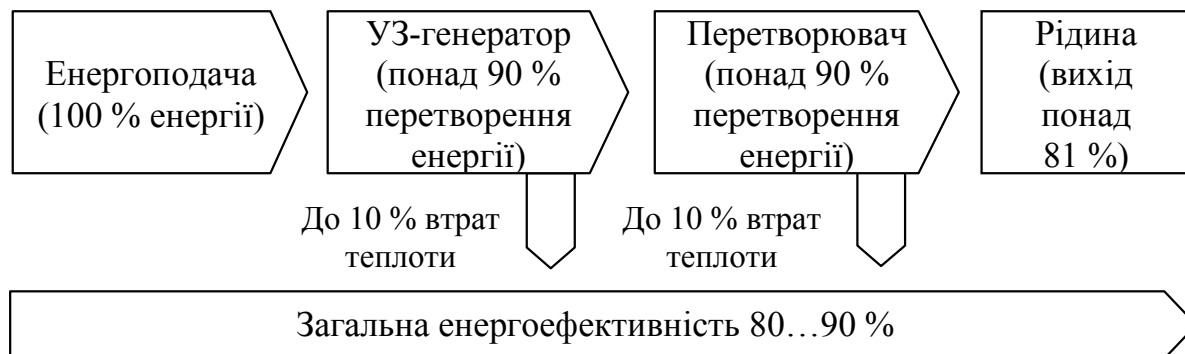 Енергоподача
(100 % енергії)
УЗ-генератор
(понад 90 %
перетворення
енергії)
Перетворювач
(понад 90 %
перетворення
енергії)
Рідина
(вихід
понад
81 %)
До 10 % втрат
теплоти
До 10 % втрат
теплоти
Загальна енергоефективність 80…90 %